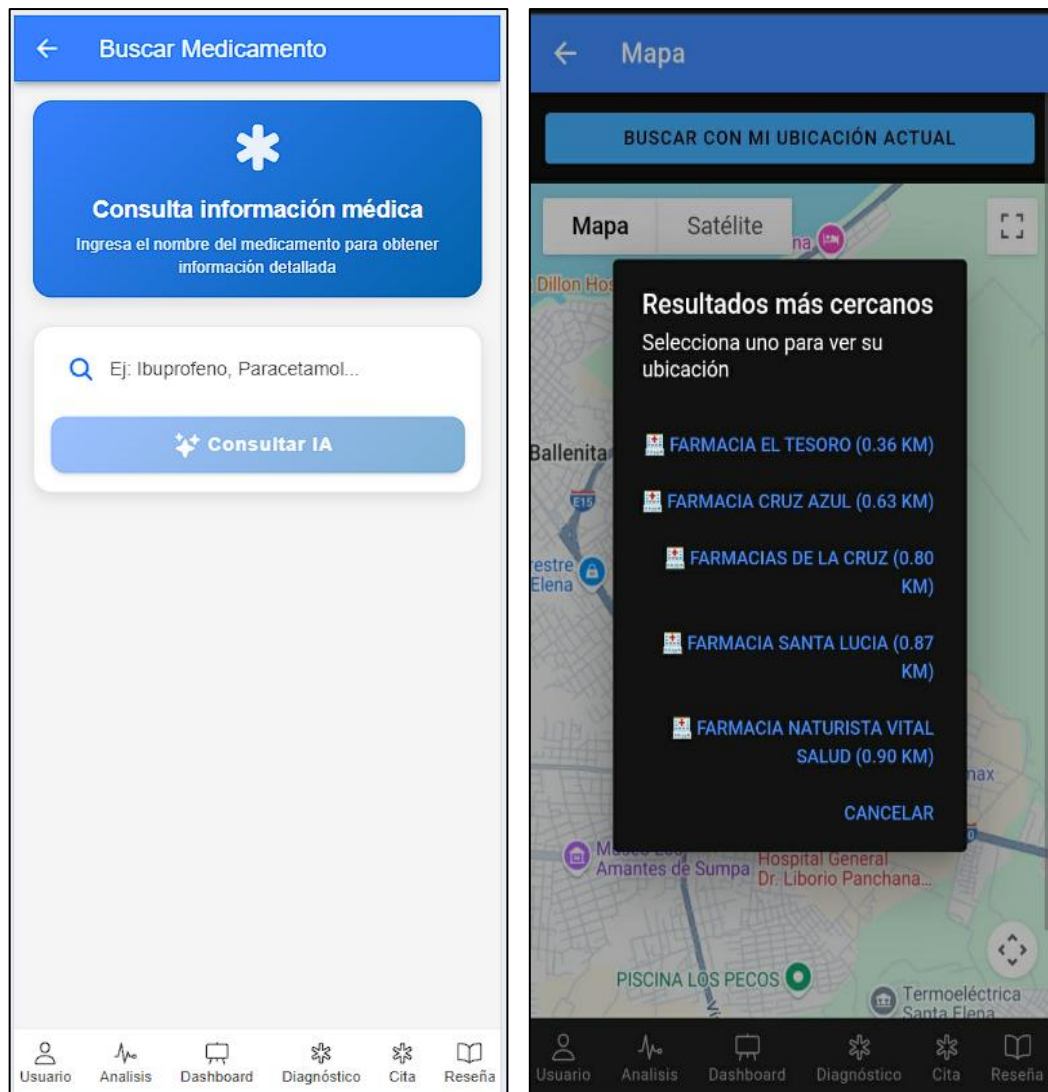 Buscar Medicamento
Consulta información médica
Ingresa el nombre del medicamento para obtener
información detallada
Ej: Ibuprofeno, Paracetamol...
Consultar IA
Usuario
Analisis
Dashboard
Diagnóstico
Cita
Reseña
Mapa
BUSCAR CON MI UBICACIÓN ACTUAL
Mapa
Satélite
na
Dillon Hos
Resultados más cercanos
Selecciona uno para ver su
ubicación
Ballenita
E15
estre
Elena
FARMACIA EL TESORO (0.36 KM)
FARMACIA CRUZ AZUL (0.63 KM)
FARMACIAS DE LA CRUZ (0.80
KM)
FARMACIA SANTA LUCIA (0.87
KM)
FARMACIA NATURISTA VITAL
SALUD (0.90 KM)
CANCELAR
max
Amantes de Sumpa
Hospital General
Dr. Liborio Panchana...
PISCINA LOS PECOS
Termoeléctrica
Santa Elena
Usuario
Analisis
Dashboard
Diagnóstico
Cita
Reseña